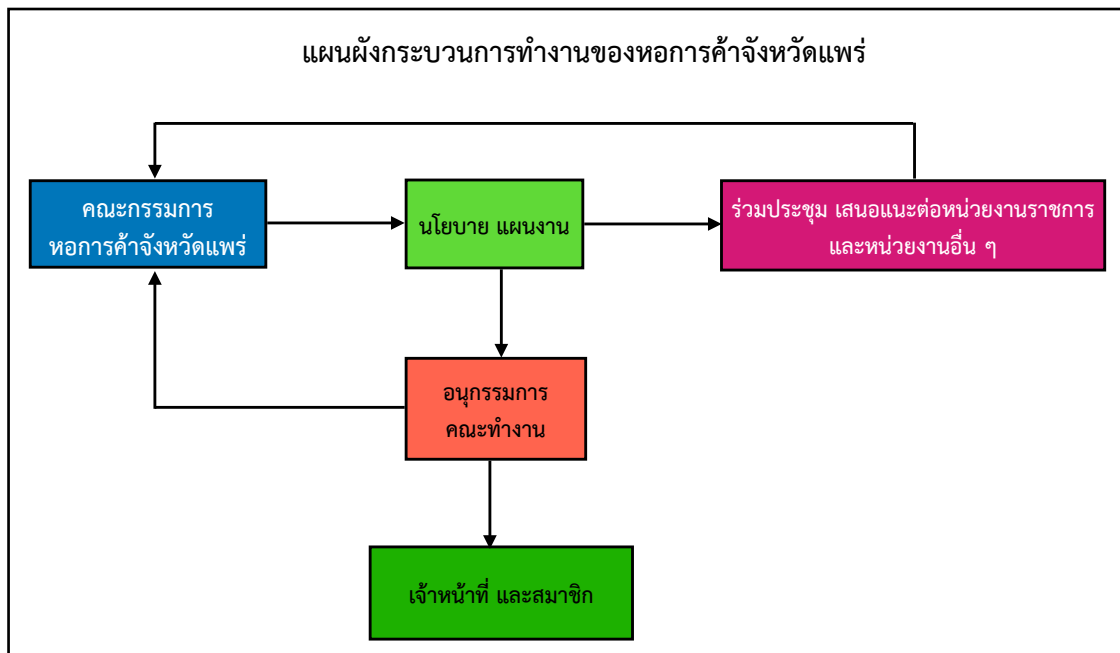 แผนผังกระบวนการทำงานของหอการค้าจังหวัดแพร่
คณะกรรมการ
หอการค้าจังหวัดแพร่
นโยบาย แผนงาน
ร่วมประชุม เสนอแนะต่อหน่วยงานราชการ
และหน่วยงานอื่น ๆ
อนุกรรมการ
คณะทำงาน
เจ้าหน้าที่ และสมาชิก